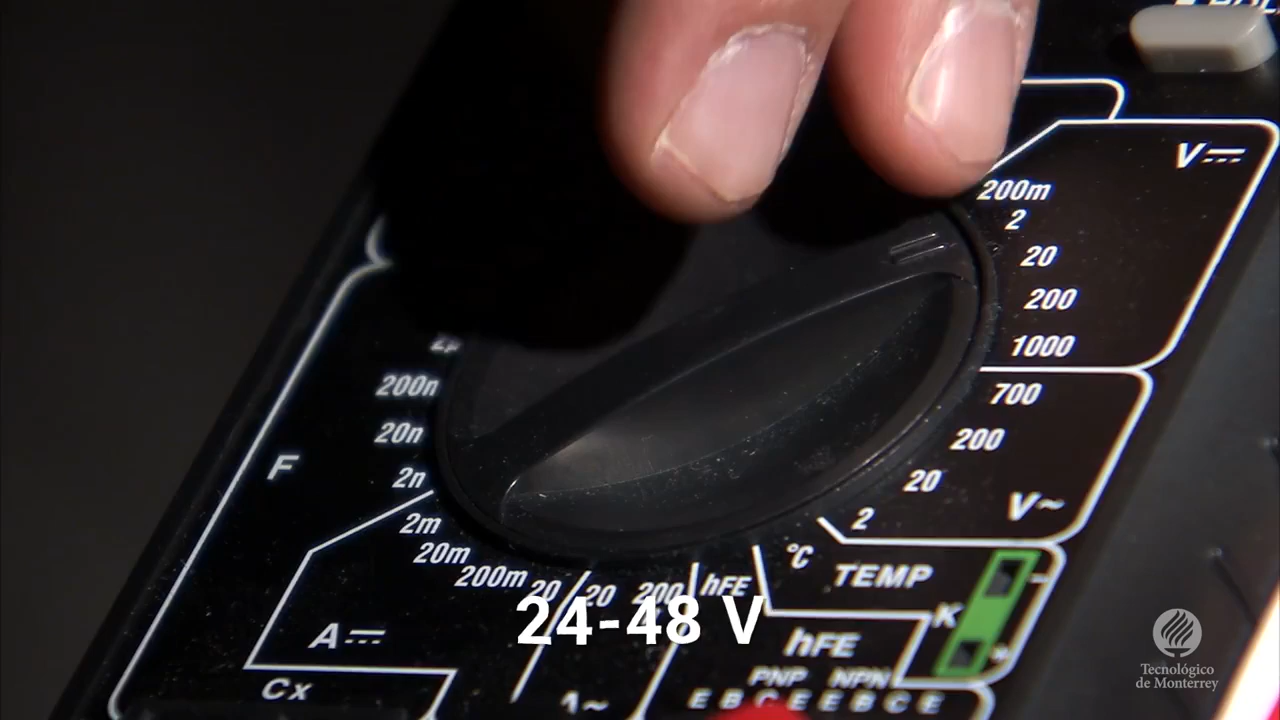 V⎓
200m
2
20
200
1000
700
200
20
2
V~
200n
20n
2n
F
2m
20m
200m
20
20
200
hFE
°C
TEMP
K
24-48 V
A⎓
hFE
Cx
PNP NPN
E B C E E B C E
Tecnológico
de Monterrey